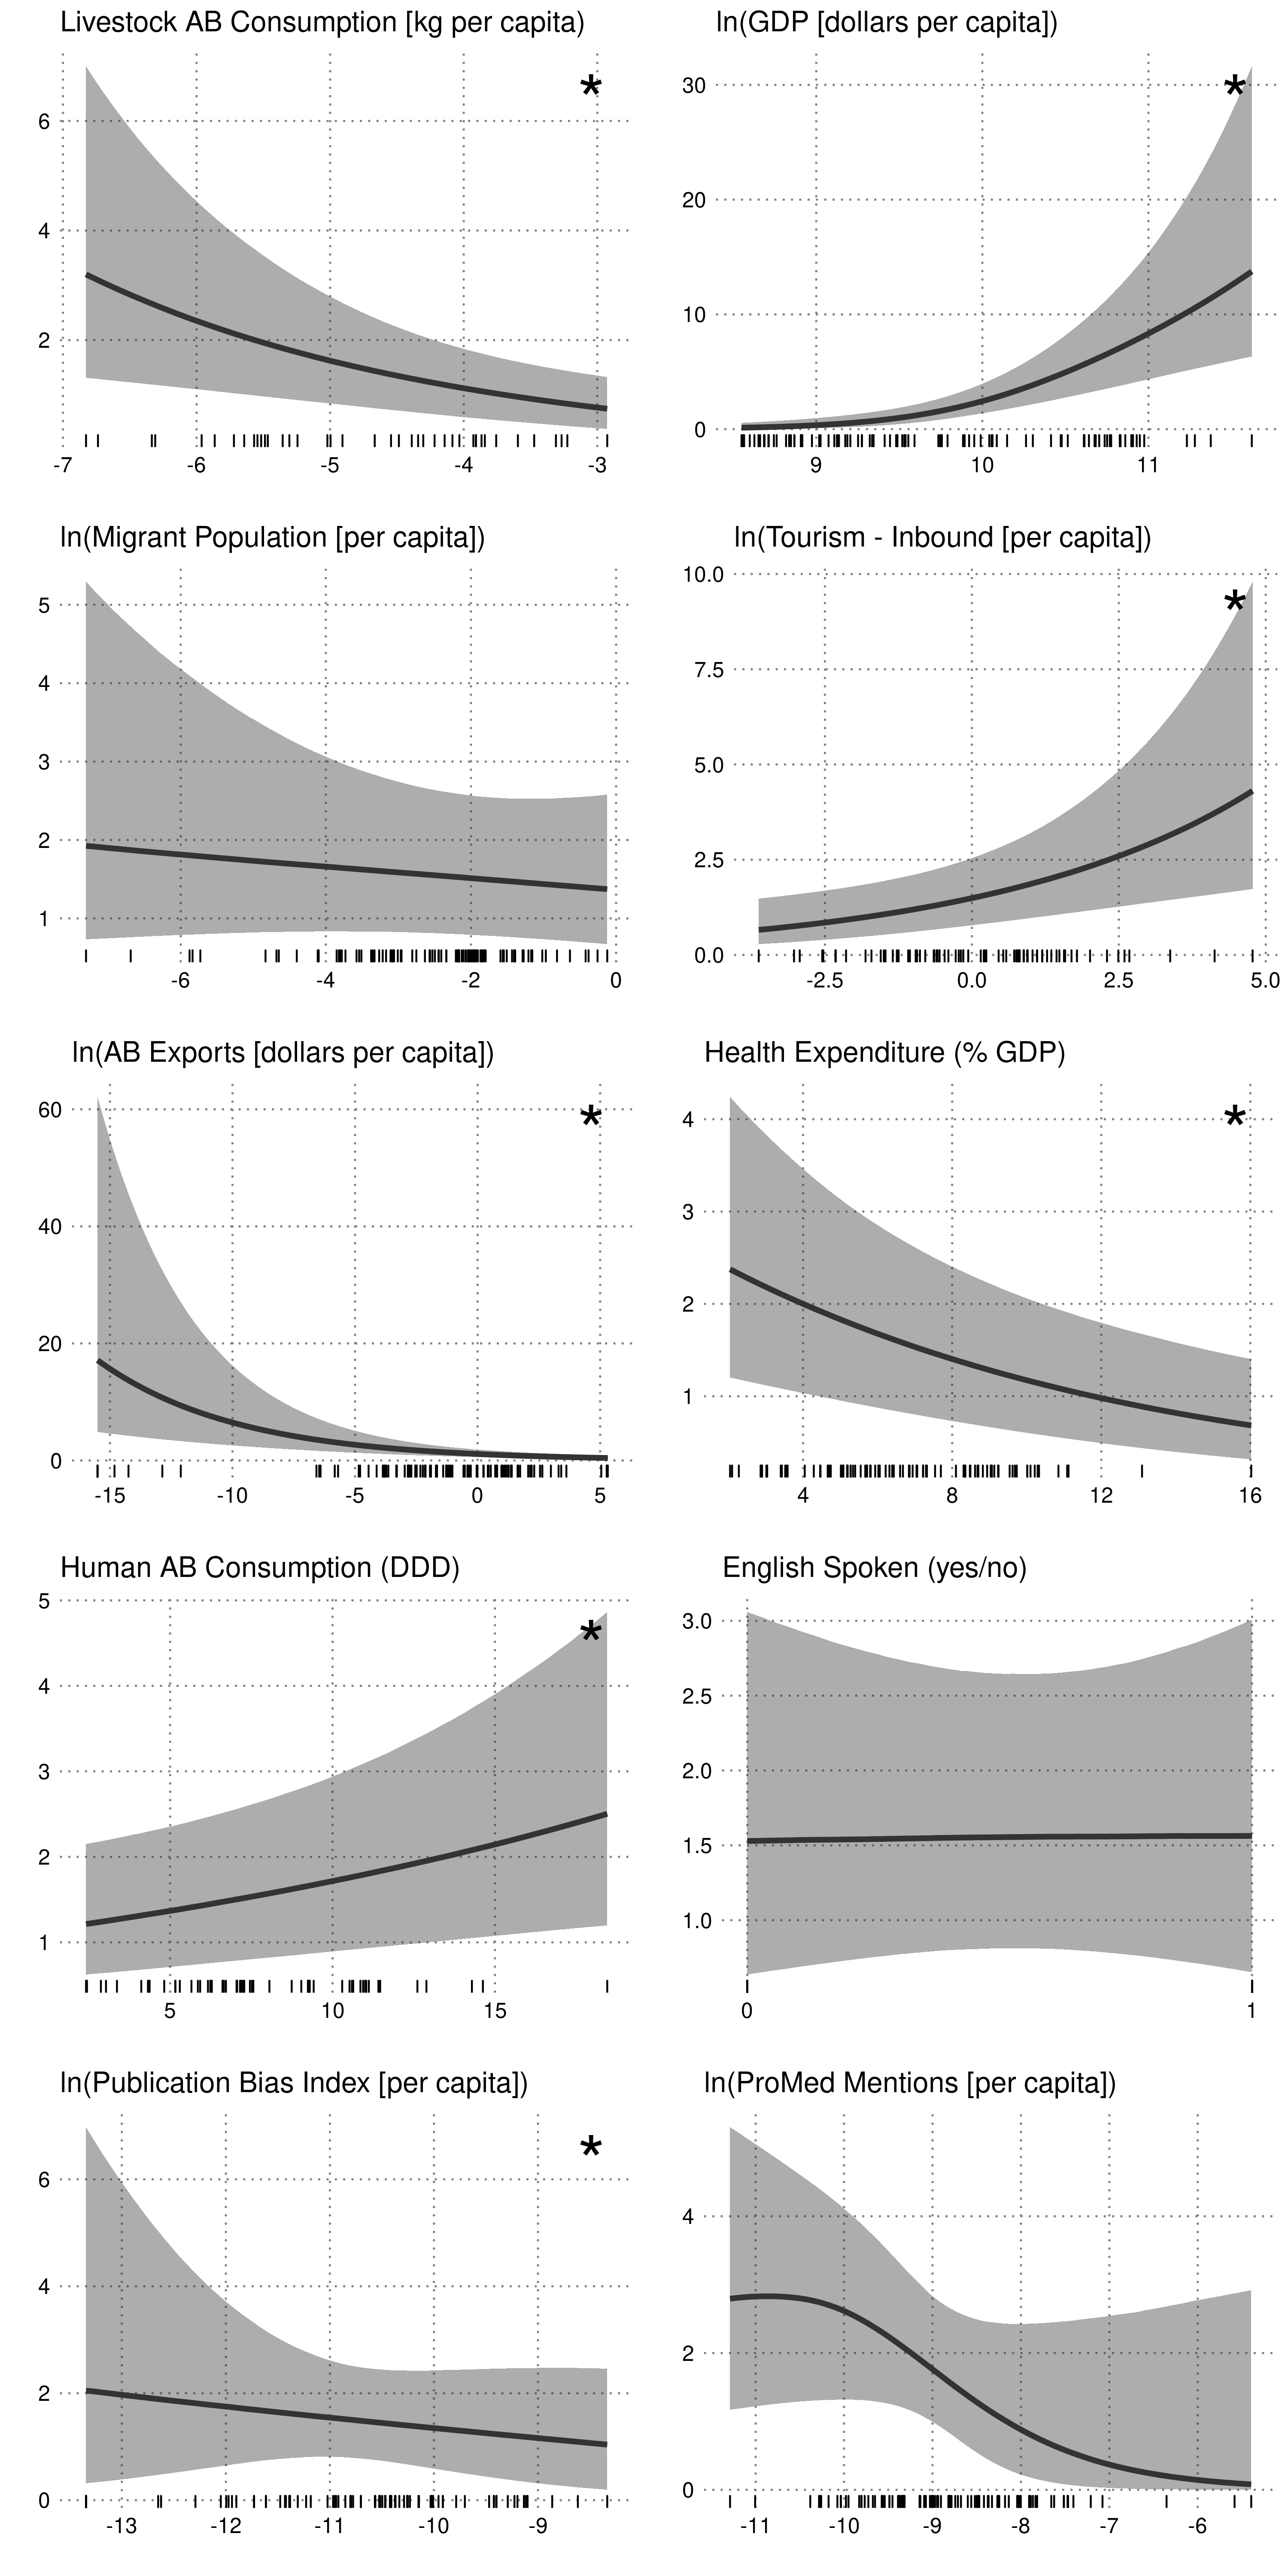 Livestock AB Consumption [kg per capita)
*
6
4
2
-7 -6 -5 -4 -3
ln(GDP [dollars per capita])
*
30
20
10
0
9 10 11
ln(Migrant Population [per capita])
5
4
3
2
1
-6 -4 -2 0
ln(Tourism - Inbound [per capita])
*
10.0
7.5
5.0
2.5
0.0
-2.5 0.0 2.5 5.0
ln(AB Exports [dollars per capita])
*
60
40
20
0
-15 -10 -5 0 5
Health Expenditure (% GDP)
*
4
3
2
1
4 8 12 16
Human AB Consumption (DDD)
*
5
4
3
2
1
5 10 15
English Spoken (yes/no)
3.0
2.5
2.0
1.5
1.0
0 1
ln(Publication Bias Index [per capita])
*
6
4
2
0
-13 -12 -11 -10 -9
ln(ProMed Mentions [per capita])
4
2
0
-11 -10 -9 -8 -7 -6